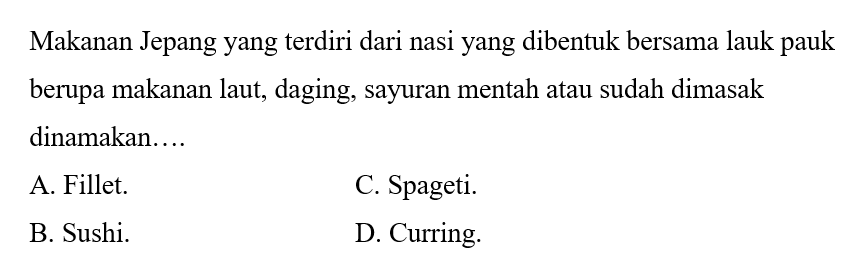 Makanan Jepang yang terdiri dari nasi yang dibentuk bersama lauk pauk
berupa makanan laut, daging, sayuran mentah atau sudah dimasak
dinamakan….
A. Fillet. C. Spageti.
B. Sushi. D. Curring.